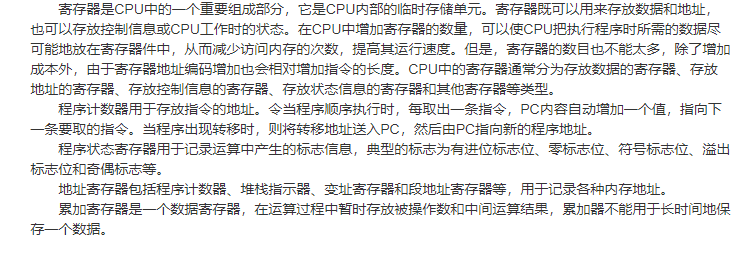 寄存器是CPU中的一个重要组成部分，它是CPU内部的临时存储单元。寄存器既可以用来存放数据和地址，
也可以存放控制信息或CPU工作时的状态。在CPU中增加寄存器的数量，可以使CPU把执行程序时所需的数据尽
可能地放在寄存器件中，从而减少访问内存的次数，提高其运行速度。但是，寄存器的数目也不能太多，除了增加
成本外，由于寄存器地址编码增加也会相对增加指令的长度。CPU中的寄存器通常分为存放数据的寄存器、存放
地址的寄存器、存放控制信息的寄存器、存放状态信息的寄存器和其他寄存器等类型。
程序计数器用于存放指令的地址。令当程序顺序执行时，每取出一条指令，PC内容自动增加一个值，指向下
一条要取的指令。当程序出现转移时，则将转移地址送入PC，然后由PC指向新的程序地址。
程序状态寄存器用于记录运算中产生的标志信息，典型的标志为有进位标志位、零标志位、符号标志位、溢出
标志位和奇偶标志等。
地址寄存器包括程序计数器、堆栈指示器、变址寄存器和段地址寄存器等，用于记录各种内存地址。
累加寄存器是一个数据寄存器，在运算过程中暂时存放被操作数和中间运算结果，累加器不能用于长时间地保
存一个数据。